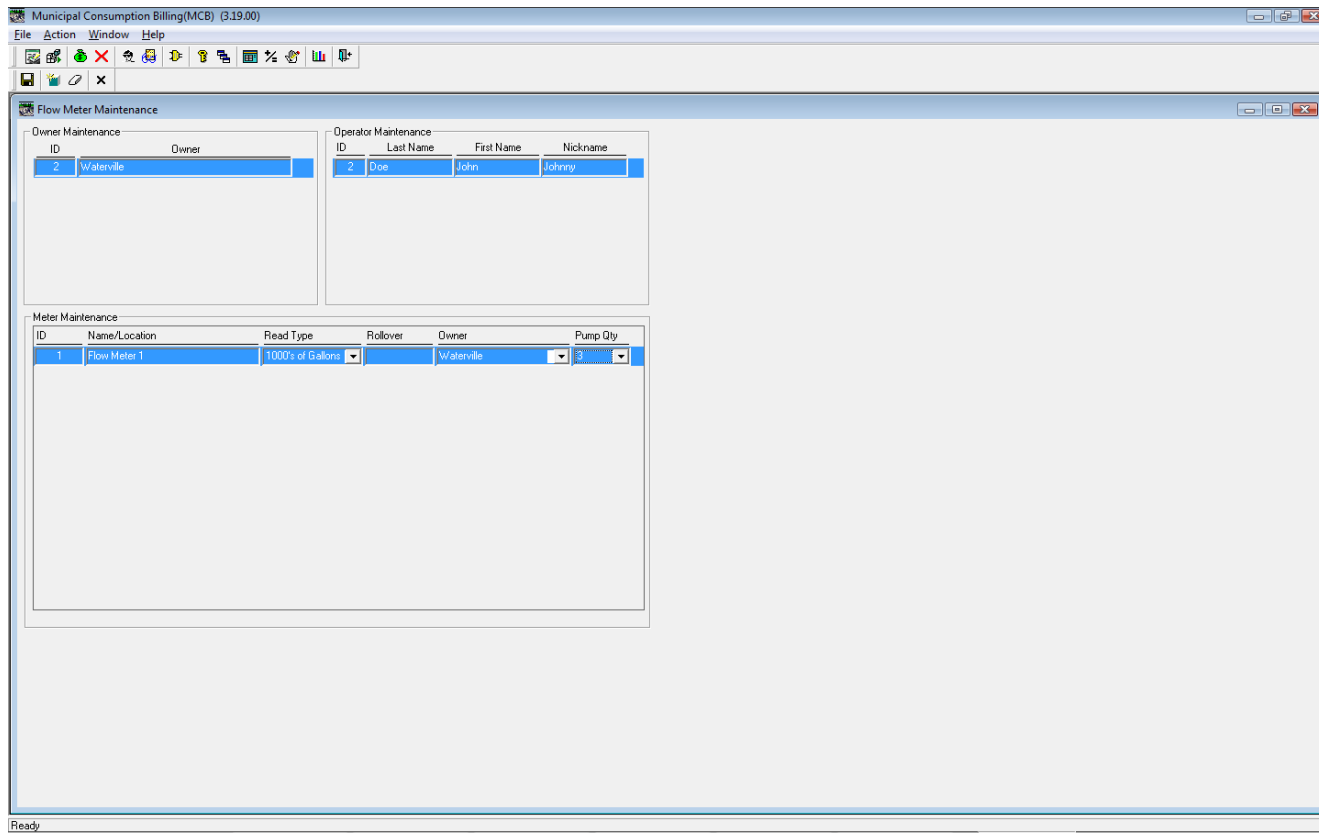 Municipal Consumption Billing(MCB) (3.19.00)
File Action Window Help
Flow Meter Maintenance
Owner Maintenance
ID Owner
2 Waterville
Operator Maintenance
ID Last Name First Name Nickname
2 Doe John Johnny
Meter Maintenance
ID Name/Location Read Type Rollover Owner Pump Qty
1 Flow Meter 1 1000's of Gallons Waterville 3
Ready